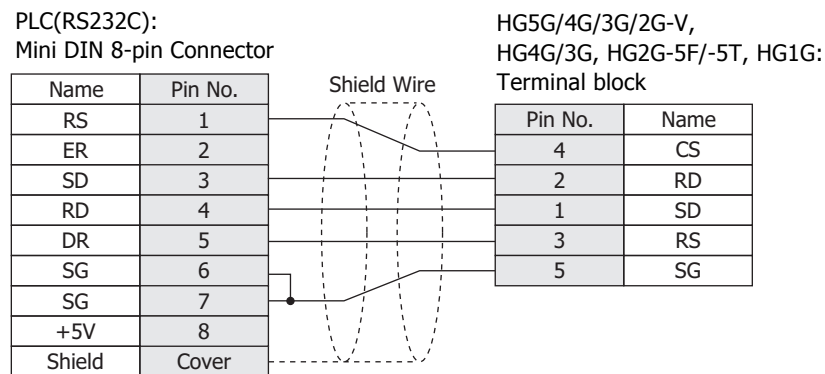 PLC(RS232C):
Mini DIN 8-pin Connector
Name Pin No.
RS 1
ER 2
SD 3
RD 4
DR 5
SG 6
SG 7
+5V 8
Shield Cover
Shield Wire
HG5G/4G/3G/2G-V,
HG4G/3G, HG2G-5F/-5T, HG1G:
Terminal block
Pin No. Name
4 CS
2 RD
1 SD
3 RS
5 SG